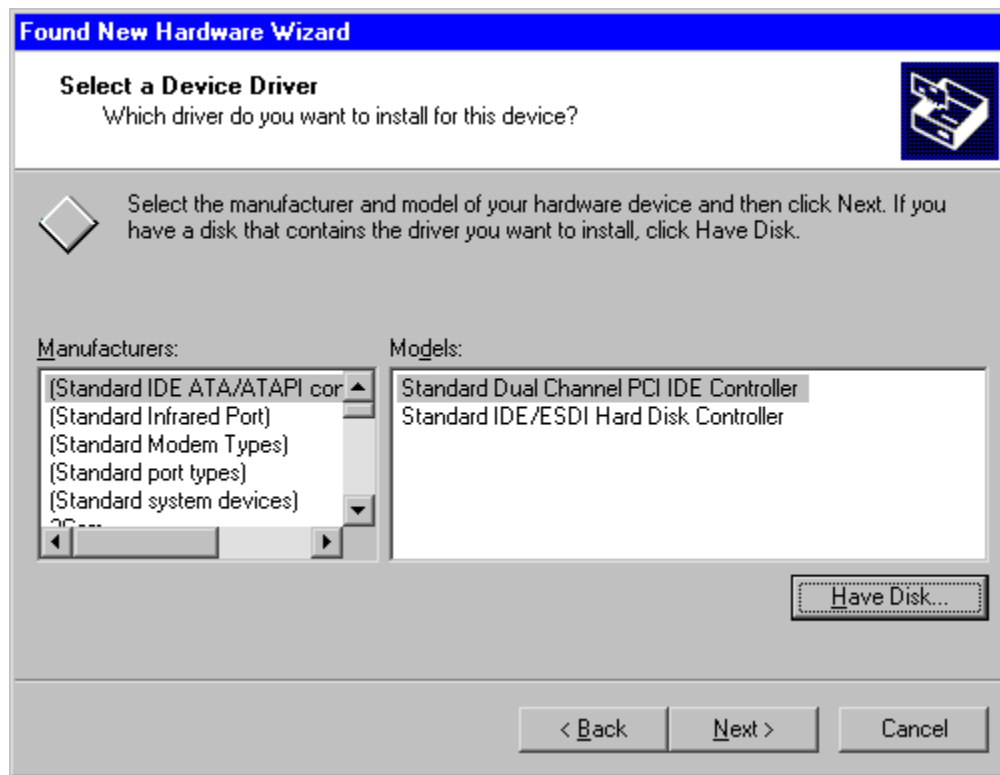 Found New Hardware Wizard
Select a Device Driver
Which driver do you want to install for this device?
Select the manufacturer and model of your hardware device and then click Next. If you
have a disk that contains the driver you want to install, click Have Disk.
Manufacturers:
(Standard IDE ATA/ATAPI con
(Standard Infrared Port)
(Standard Modem Types)
(Standard port types)
(Standard system devices)
Models:
Standard Dual Channel PCI IDE Controller
Standard IDE/ESDI Hard Disk Controller
Have Disk...
< Back
Next >
Cancel